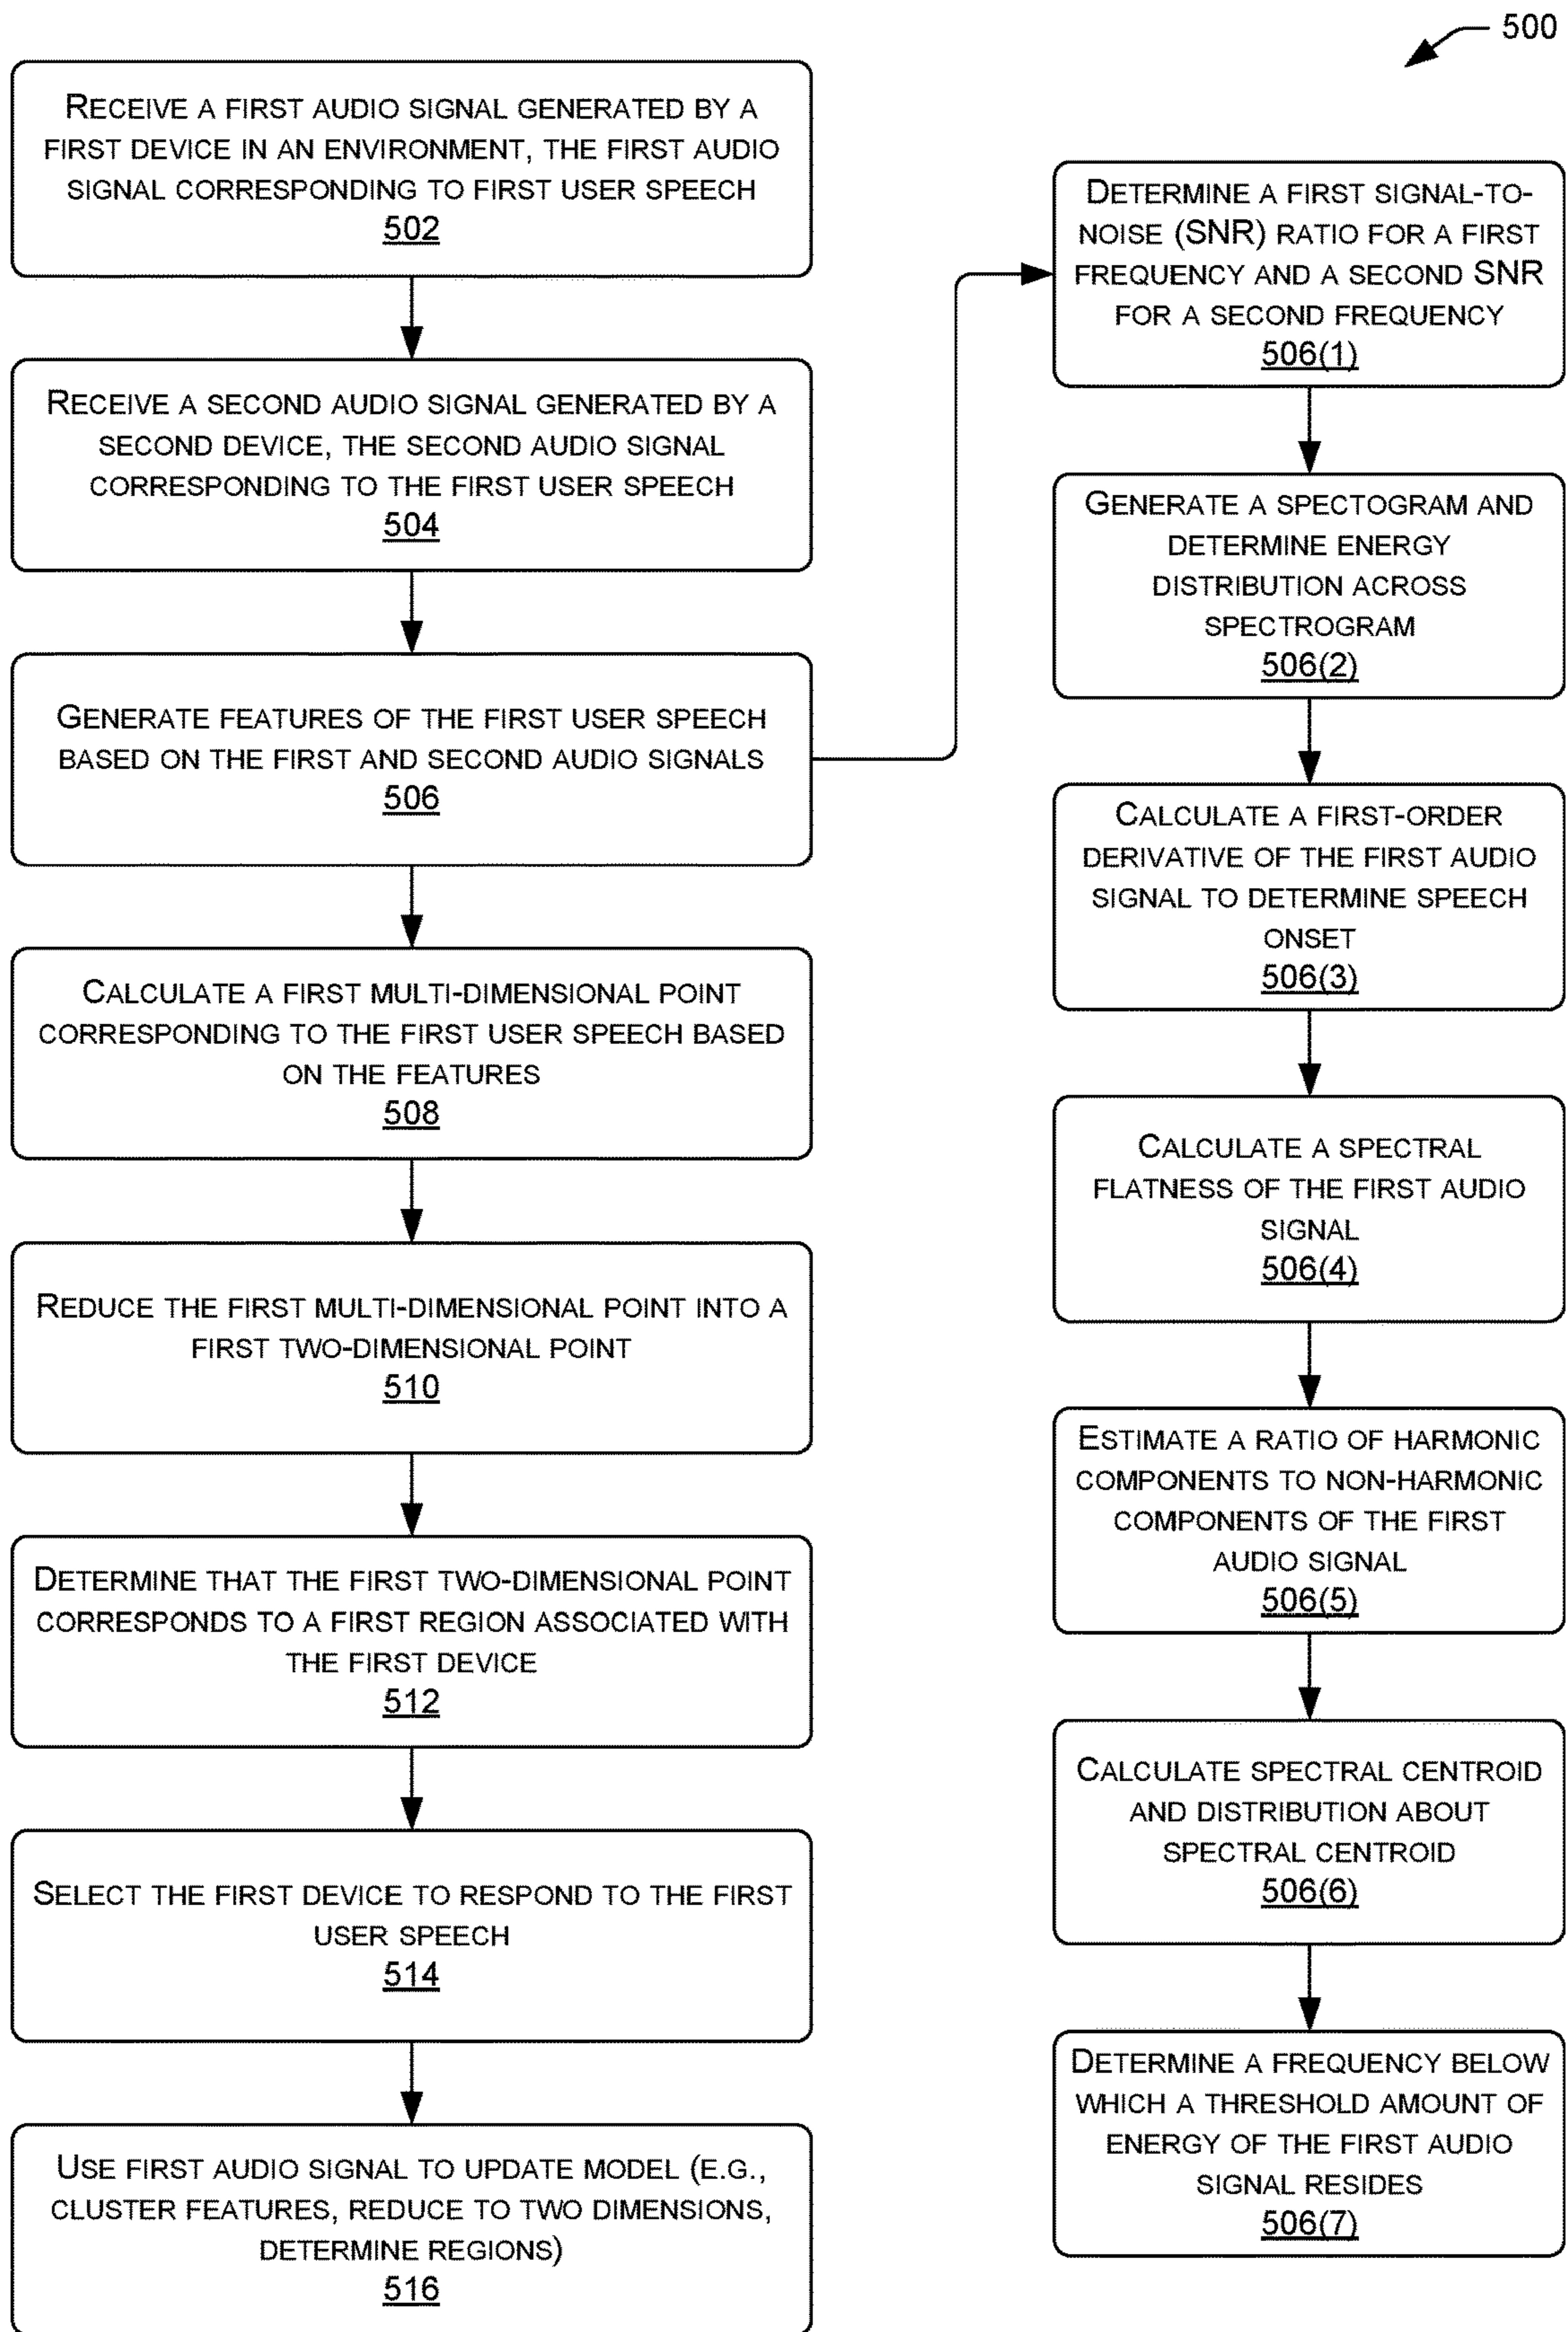 500
RECEIVE A FIRST AUDIO SIGNAL GENERATED BY A
FIRST DEVICE IN AN ENVIRONMENT, THE FIRST AUDIO
SIGNAL CORRESPONDING TO FIRST USER SPEECH
502
RECEIVE A SECOND AUDIO SIGNAL GENERATED BY A
SECOND DEVICE, THE SECOND AUDIO SIGNAL
CORRESPONDING TO THE FIRST USER SPEECH
504
GENERATE FEATURES OF THE FIRST USER SPEECH
BASED ON THE FIRST AND SECOND AUDIO SIGNALS
506
CALCULATE A FIRST MULTI-DIMENSIONAL POINT
CORRESPONDING TO THE FIRST USER SPEECH BASED
ON THE FEATURES
508
REDUCE THE FIRST MULTI-DIMENSIONAL POINT INTO A
FIRST TWO-DIMENSIONAL POINT
510
DETERMINE THAT THE FIRST TWO-DIMENSIONAL POINT
CORRESPONDS TO A FIRST REGION ASSOCIATED WITH
THE FIRST DEVICE
512
SELECT THE FIRST DEVICE TO RESPOND TO THE FIRST
USER SPEECH
514
USE FIRST AUDIO SIGNAL TO UPDATE MODEL (E.G.,
CLUSTER FEATURES, REDUCE TO TWO DIMENSIONS,
DETERMINE REGIONS)
516
DETERMINE A FIRST SIGNAL-TO-
NOISE (SNR) RATIO FOR A FIRST
FREQUENCY AND A SECOND SNR
FOR A SECOND FREQUENCY
506(1)
GENERATE A SPECTOGRAM AND
DETERMINE ENERGY
DISTRIBUTION ACROSS
SPECTROGRAM
506(2)
CALCULATE A FIRST-ORDER
DERIVATIVE OF THE FIRST AUDIO
SIGNAL TO DETERMINE SPEECH
ONSET
506(3)
CALCULATE A SPECTRAL
FLATNESS OF THE FIRST AUDIO
SIGNAL
506(4)
ESTIMATE A RATIO OF HARMONIC
COMPONENTS TO NON-HARMONIC
COMPONENTS OF THE FIRST
AUDIO SIGNAL
506(5)
CALCULATE SPECTRAL CENTROID
AND DISTRIBUTION ABOUT
SPECTRAL CENTROID
506(6)
DETERMINE A FREQUENCY BELOW
WHICH A THRESHOLD AMOUNT OF
ENERGY OF THE FIRST AUDIO
SIGNAL RESIDES
506(7)